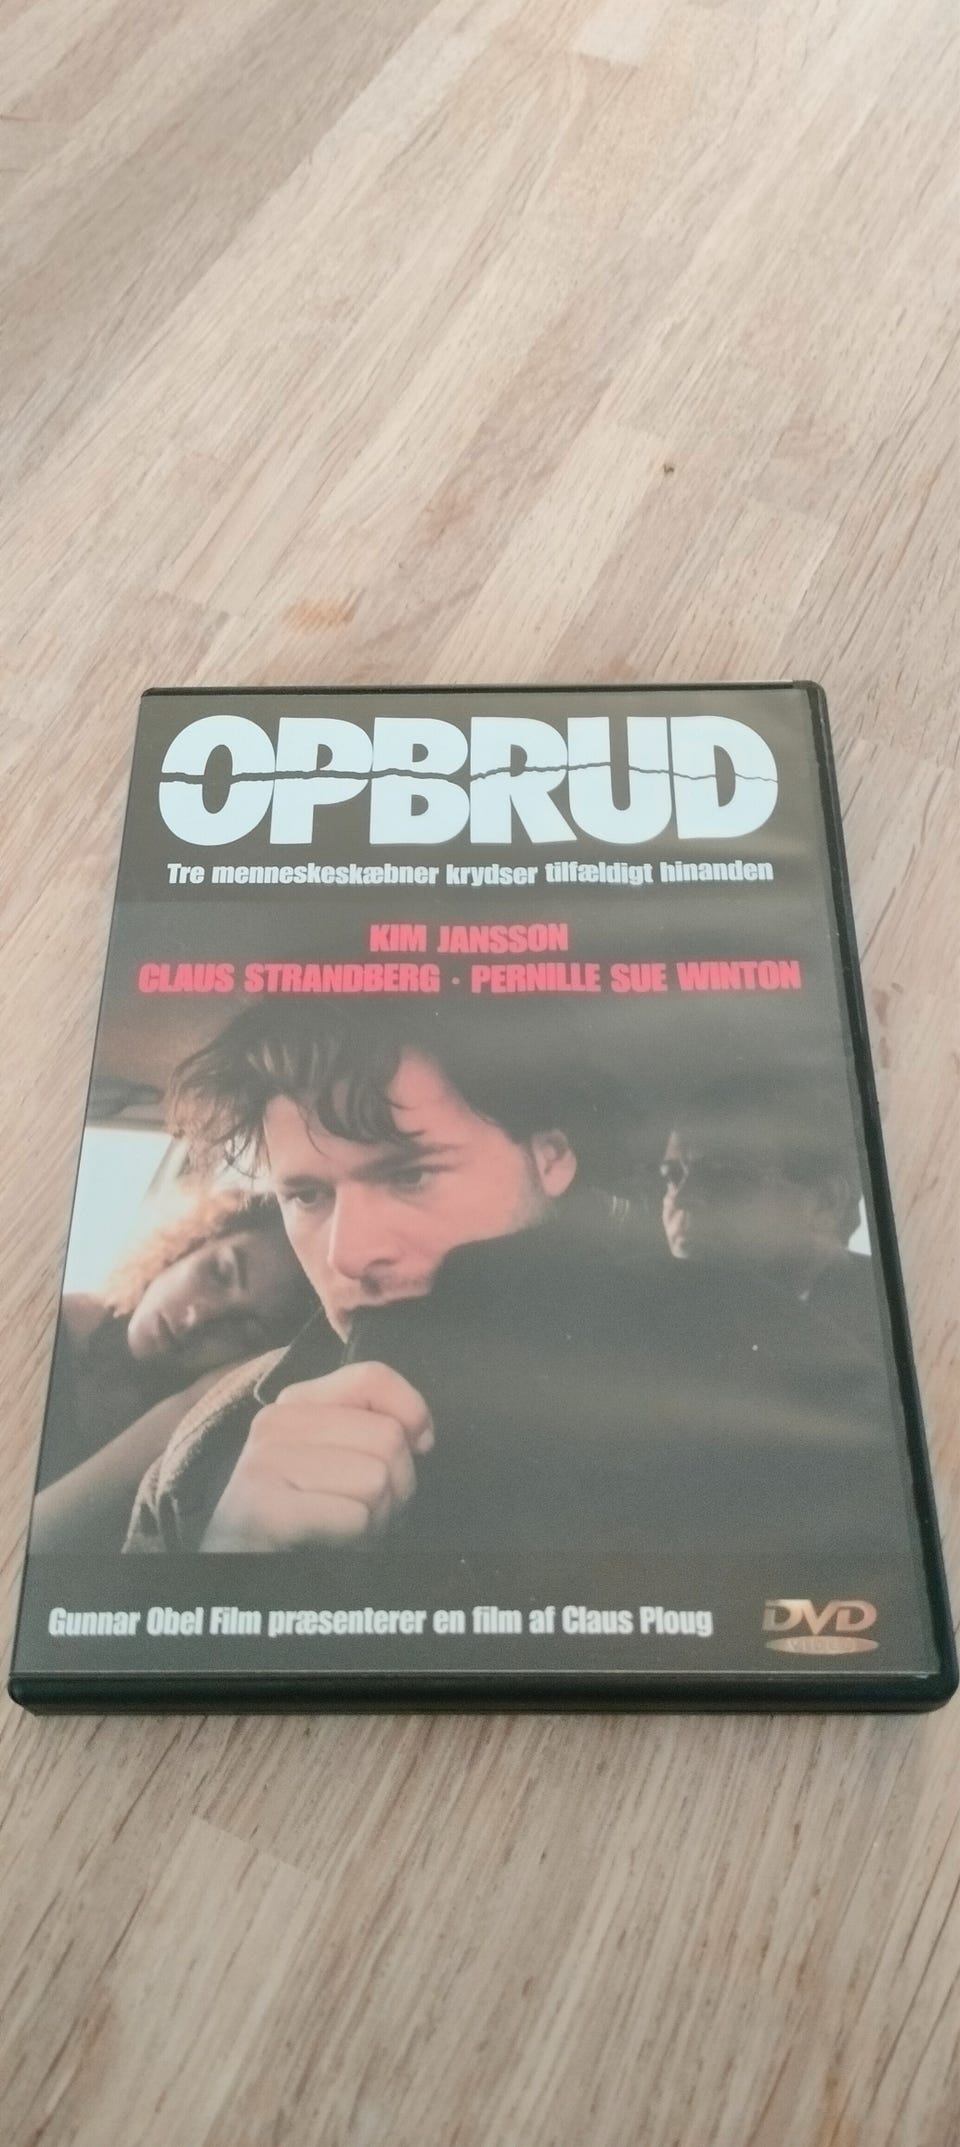 OPBRUD
Tre menneskeskæbner krydser tilfældigt hinanden
KIM JANSSON
CLAUS STRANDBERG · PERNILLE SUE WINTON
Gunnar Obel Film præsenterer en film af Claus Ploug
DVD
VIDEO